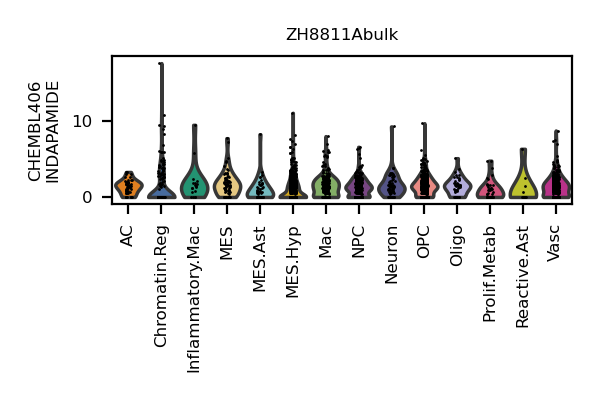 ZH8811Abulk
CHEMBL406
INDAPAMIDE
10
0
AC
Chromatin.Reg
Inflammatory.Mac
MES
MES.Ast
MES.Hyp
Mac
NPC
Neuron
OPC
Oligo
Prolif.Metab
Reactive.Ast
Vasc